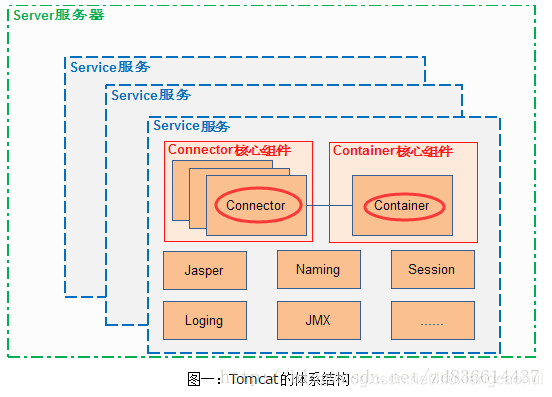 Server服务器
Service服务
Service服务
Service服务
Connector核心组件
Container核心组件
Connector
Container
Jasper
Naming
Session
Loging
JMX
......
图一：Tomcat的体系结构